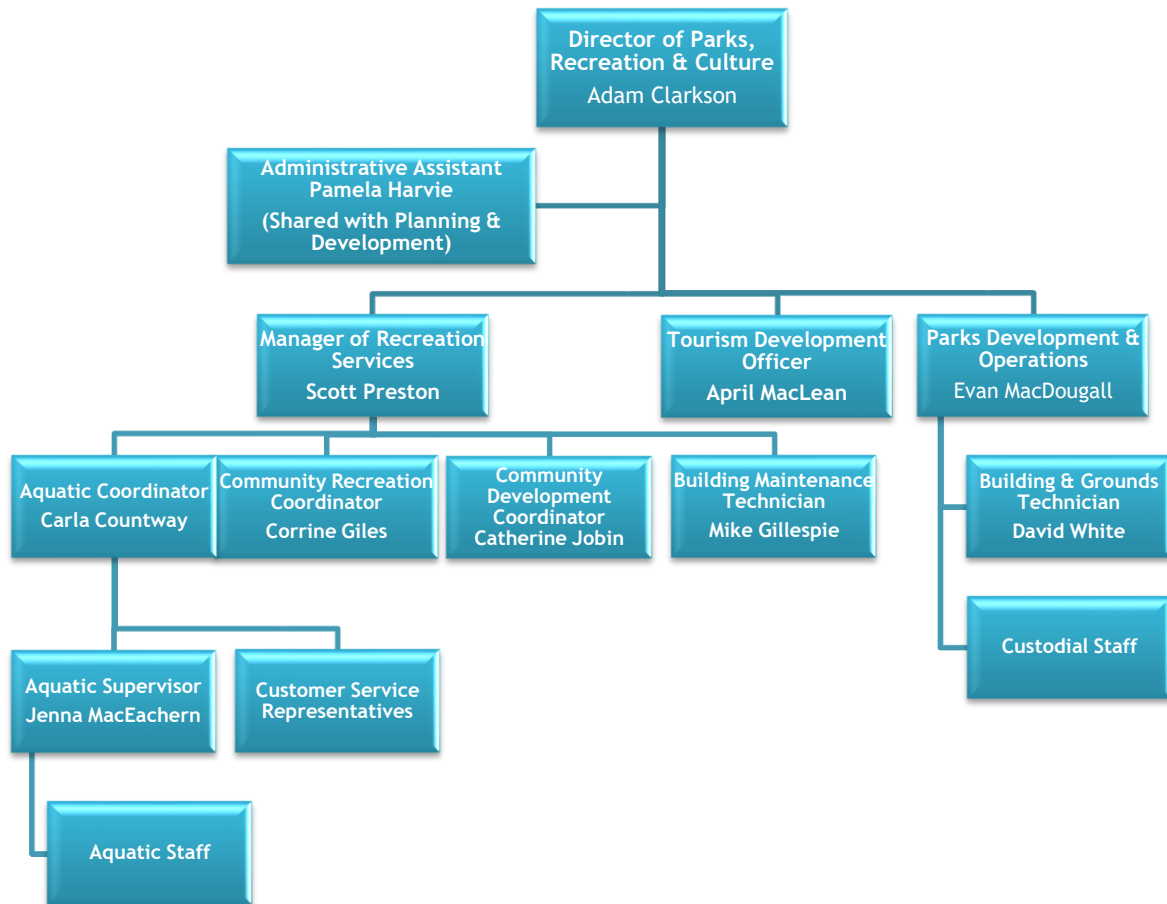 Director of Parks,
Recreation & Culture
Adam Clarkson
Administrative Assistant
Pamela Harvie
(Shared with Planning &
Development)
Manager of Recreation
Services
Scott Preston
Tourism Development
Officer
April MacLean
Parks Development &
Operations
Evan MacDougall
Aquatic Coordinator
Carla Countway
Community Recreation
Coordinator
Corrine Giles
Community
Development
Coordinator
Catherine Jobin
Building Maintenance
Technician
Mike Gillespie
Building & Grounds
Technician
David White
Custodial Staff
Aquatic Supervisor
Jenna MacEachern
Customer Service
Representatives
Aquatic Staff